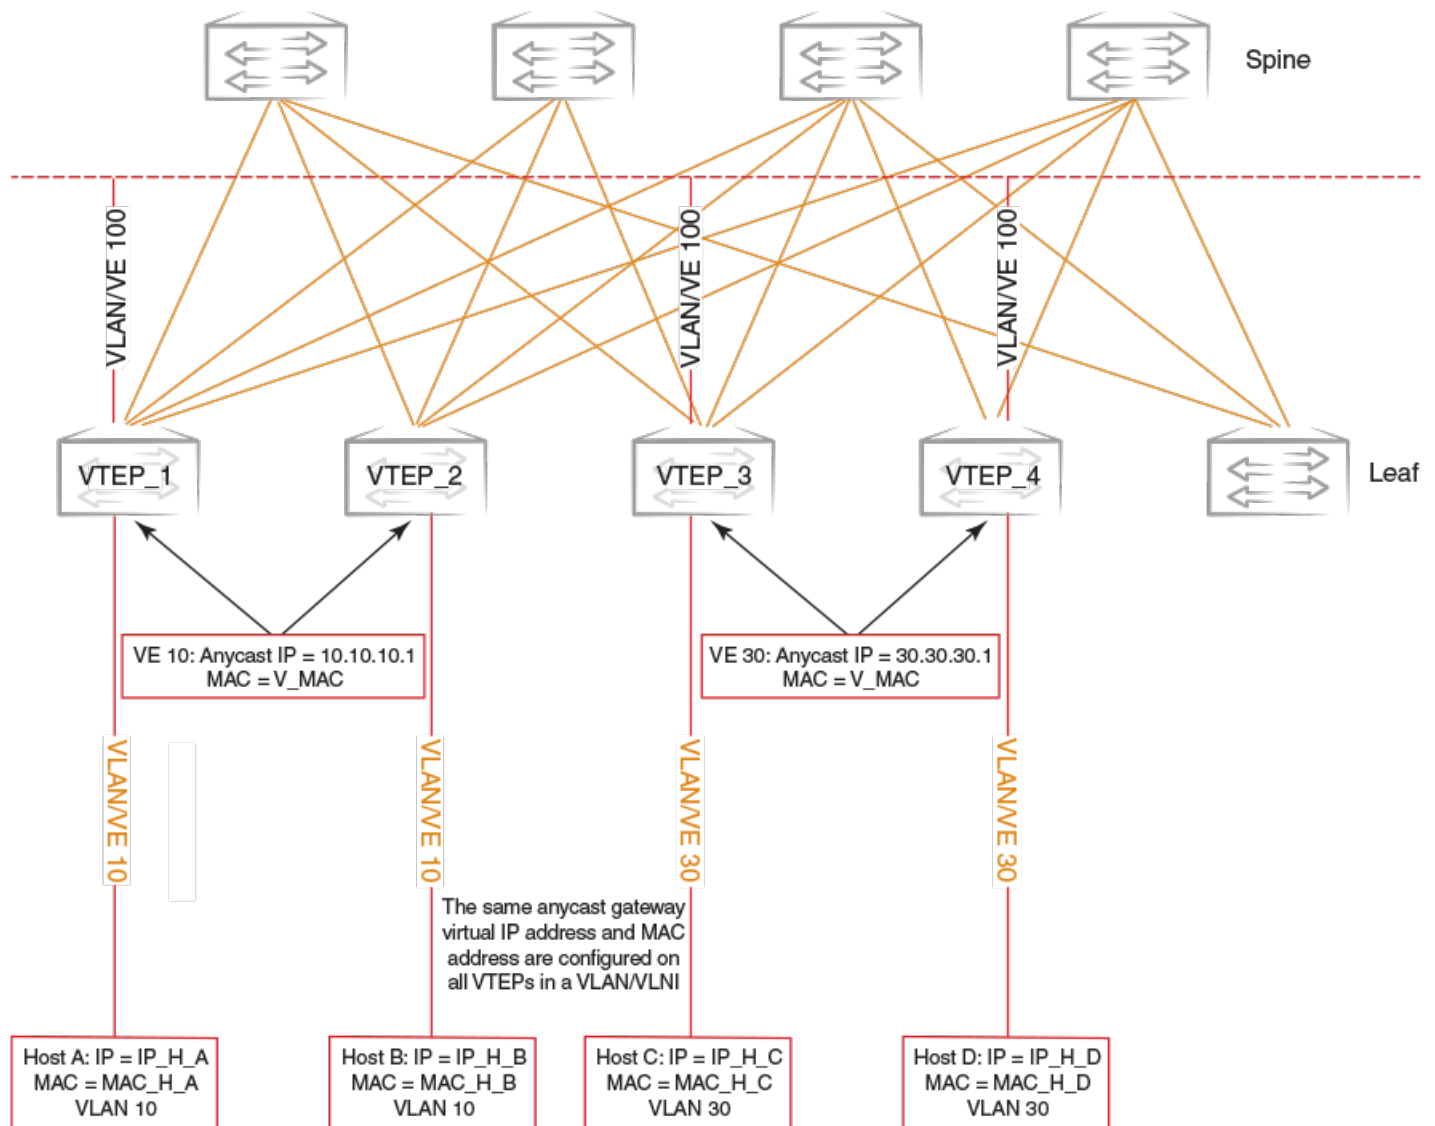 Spine
VLAN/VE 100
VLAN/VE 100
VLAN/VE 100
VTEP_1
VTEP_2
VTEP_3
VTEP_4
Leaf
VE 10: Anycast IP = 10.10.10.1
MAC = V_MAC
VE 30: Anycast IP = 30.30.30.1
MAC = V_MAC
VLAN/VE 10
VLAN/VE 10
VLAN/VE 30
VLAN/VE 30
The same anycast gateway
virtual IP address and MAC
address are configured on
all VTEPs in a VLAN/VLNI
Host A: IP = IP_H_A
MAC = MAC_H_A
VLAN 10
Host B: IP = IP_H_B
MAC = MAC_H_B
VLAN 10
Host C: IP = IP_H_C
MAC = MAC_H_C
VLAN 30
Host D: IP = IP_H_D
MAC = MAC_H_D
VLAN 30